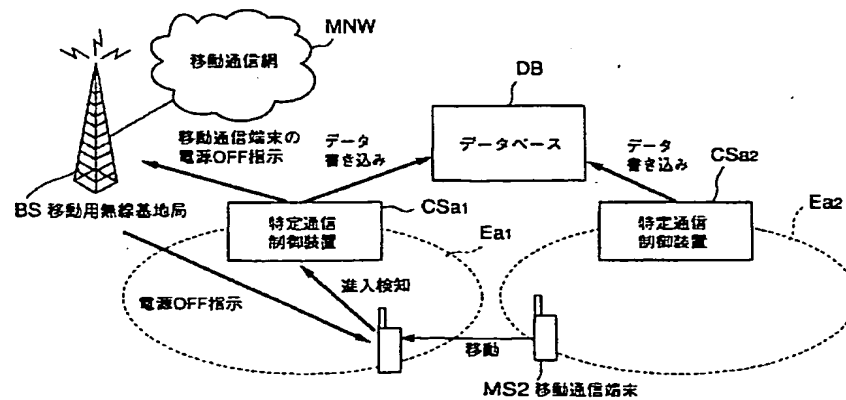 MNW
移動通信網
DB
データベース
移動通信端末の
電源OFF指示
データ
書き込み
データ
書き込み
CSa2
BS 移動用無線基地局
CSa1
特定通信
制御装置
Ea1
特定通信
制御装置
Ea2
電源OFF指示
進入検知
移動
MS2 移動通信端末